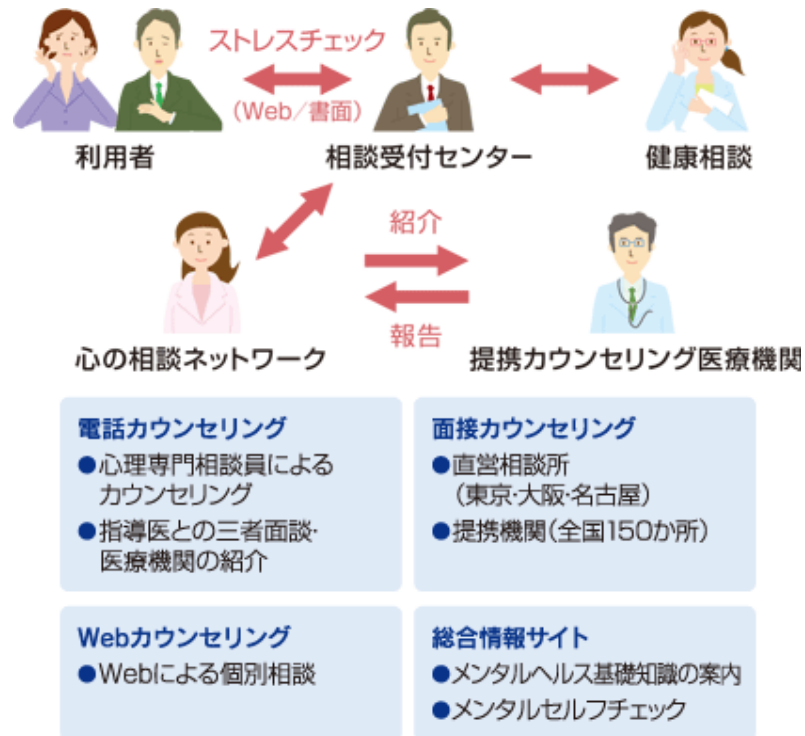 ストレスチェック
(Web/書面)
利用者
相談受付センター
健康相談
紹介
報告
心の相談ネットワーク
提携カウンセリング医療機関
電話カウンセリング
●心理専門相談員による
カウンセリング
●指導医との三者面談・
医療機関の紹介
面接カウンセリング
●直営相談所
(東京・大阪・名古屋)
●提携機関(全国150か所)
Webカウンセリング
●Webによる個別相談
総合情報サイト
●メンタルヘルス基礎知識の案内
●メンタルセルフチェック